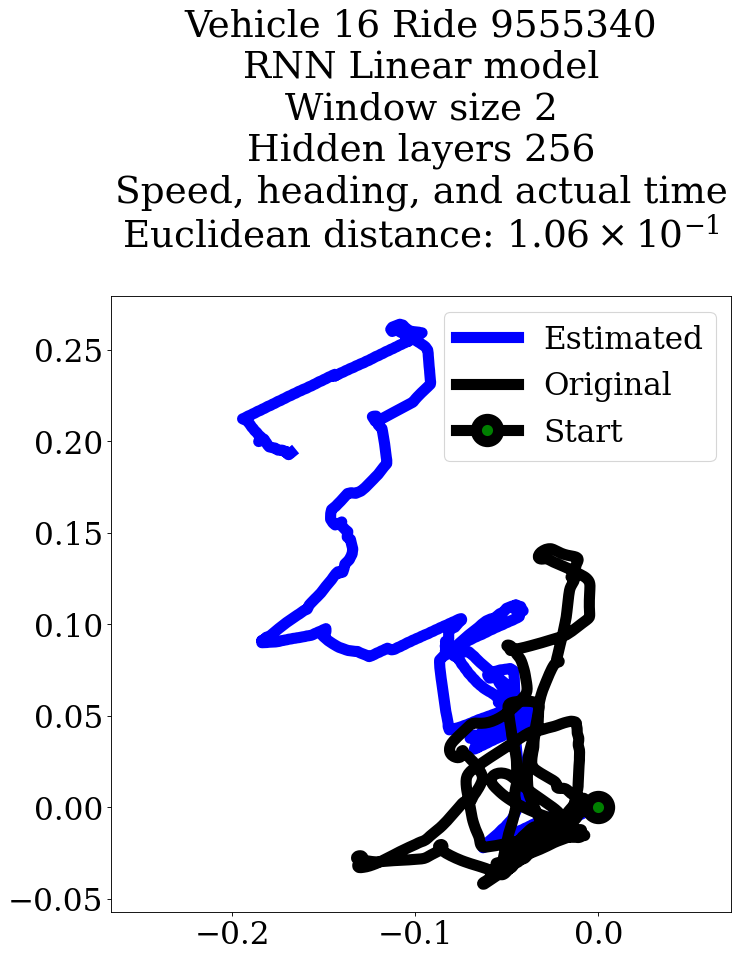 Vehicle 16 Ride 9555340
RNN Linear model
Window size 2
Hidden layers 256
Speed, heading, and actual time
Euclidean distance: 1.06 × 10⁻¹
Estimated
Original
Start
0.25
0.20
0.15
0.10
0.05
0.00
−0.05
−0.2
−0.1
0.0